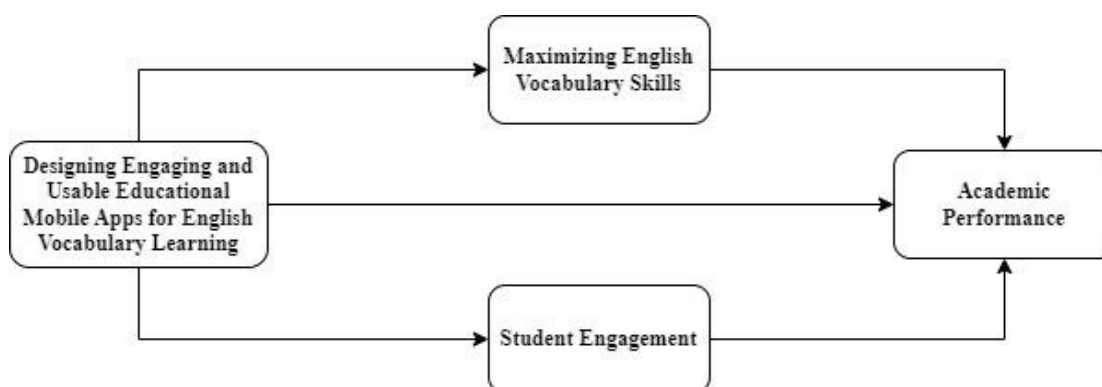 Maximizing English
Vocabulary Skills
Designing Engaging and
Usable Educational
Mobile Apps for English
Vocabulary Learning
Academic
Performance
Student Engagement